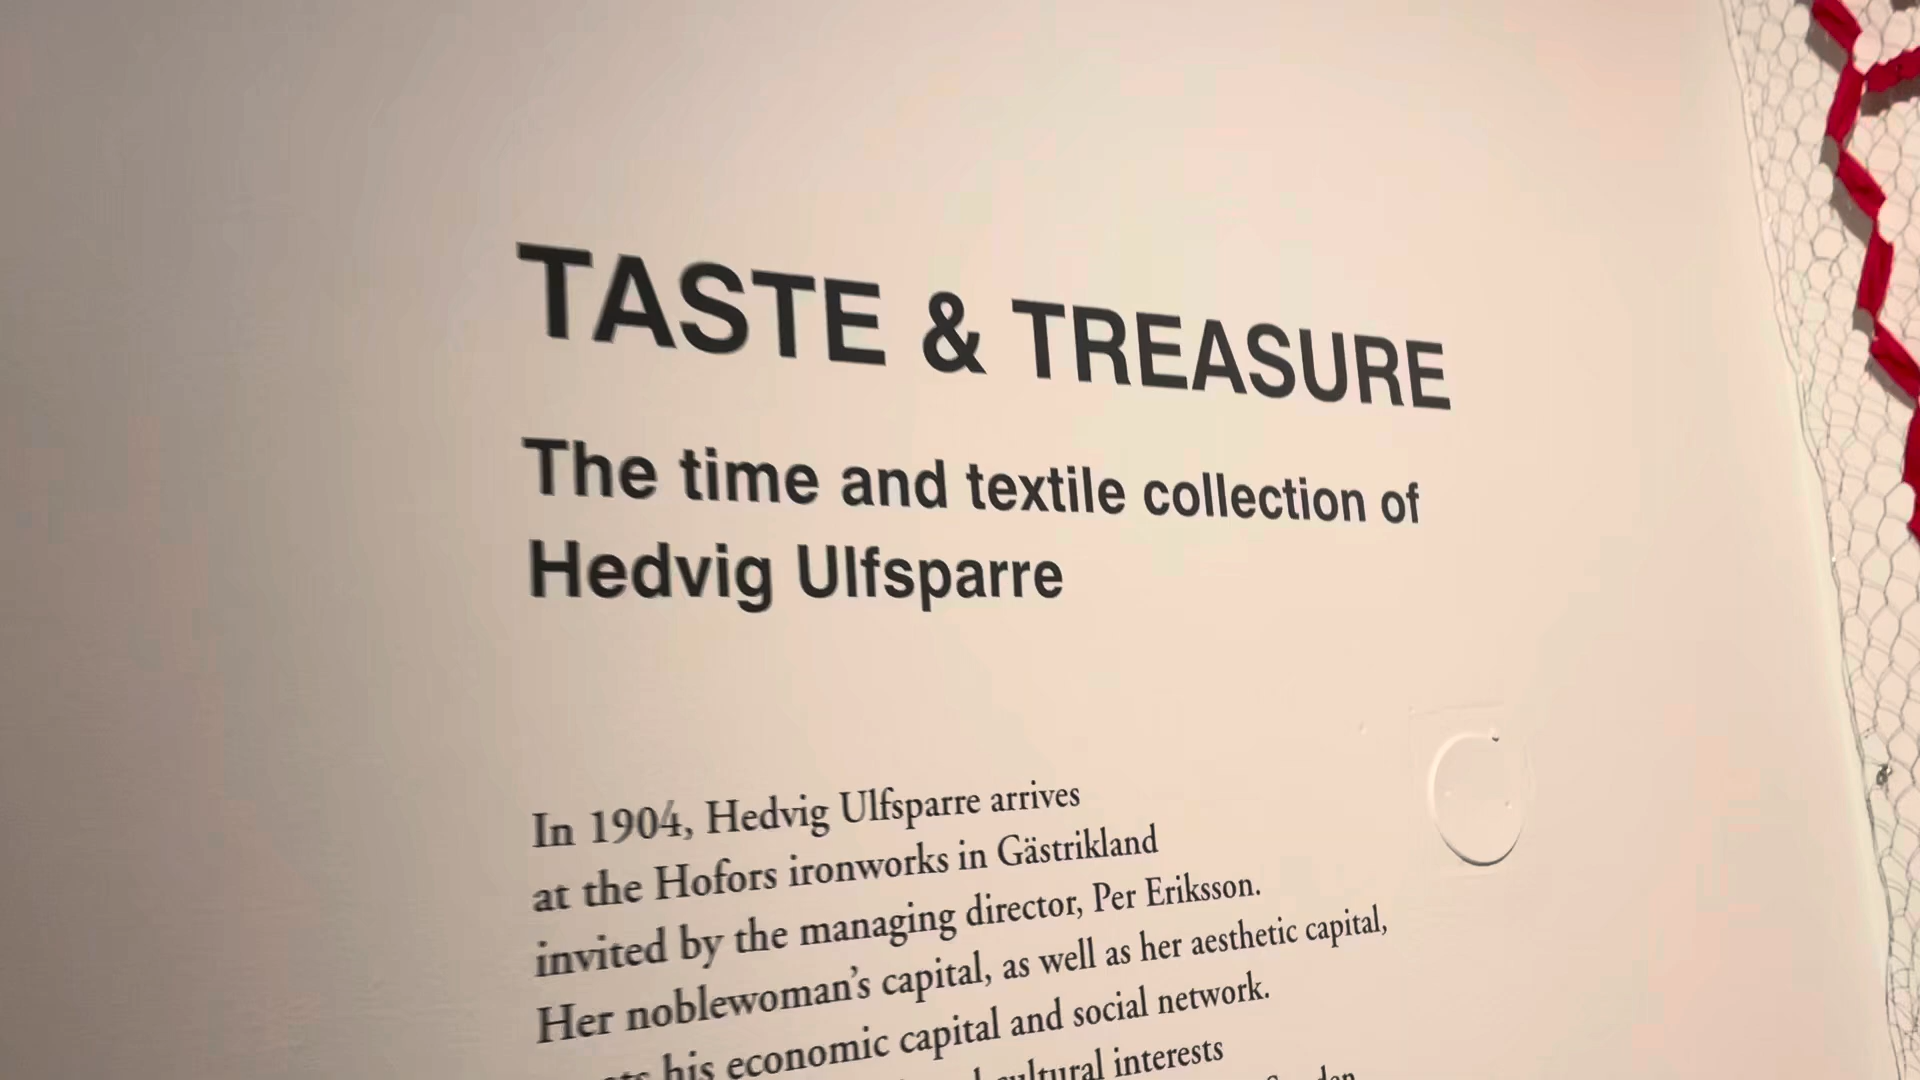 TASTE & TREASURE
The time and textile collection of
Hedvig Ulfsparre
In 1904, Hedvig Ulfsparre arrives
at the Hofors ironworks in Gästrikland
invited by the managing director, Per Eriksson.
Her noblewoman's capital, as well as her aesthetic capital,
his economic capital and social network.
interests